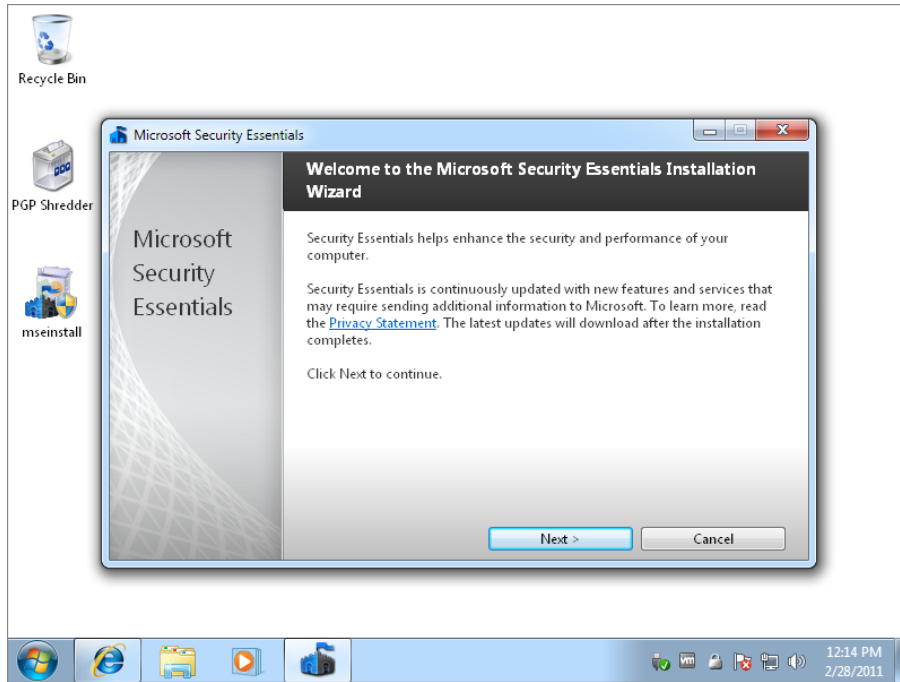 Recycle Bin
Microsoft Security Essentials
Welcome to the Microsoft Security Essentials Installation
Wizard
PGP Shredder
Microsoft
Security
Essentials
Security Essentials helps enhance the security and performance of your
computer.
Security Essentials is continuously updated with new features and services that
may require sending additional information to Microsoft. To learn more, read
the Privacy Statement. The latest updates will download after the installation
completes.
mseinstall
Click Next to continue.
Next >
Cancel
vm
12:14 PM
2/28/2011